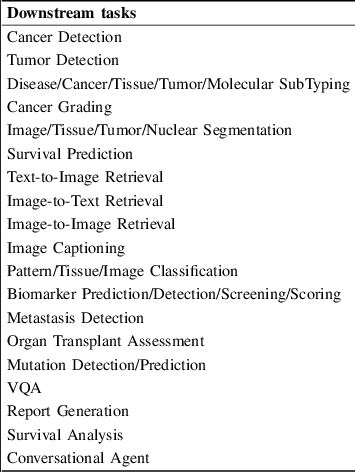 Downstream tasks
Cancer Detection
Tumor Detection
Disease/Cancer/Tissue/Tumor/Molecular SubTyping
Cancer Grading
Image/Tissue/Tumor/Nuclear Segmentation
Survival Prediction
Text-to-Image Retrieval
Image-to-Text Retrieval
Image-to-Image Retrieval
Image Captioning
Pattern/Tissue/Image Classification
Biomarker Prediction/Detection/Screening/Scoring
Metastasis Detection
Organ Transplant Assessment
Mutation Detection/Prediction
VQA
Report Generation
Survival Analysis
Conversational Agent